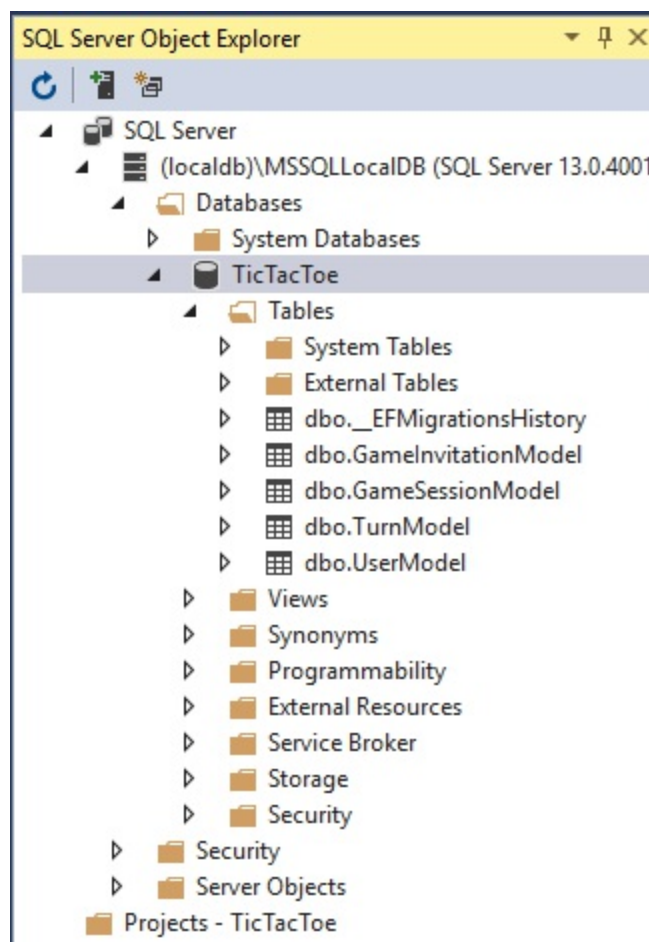 SQL Server Object Explorer
SQL Server
(localdb)\MSSQLLocalDB (SQL Server 13.0.4001
Databases
System Databases
TicTacToe
Tables
System Tables
External Tables
dbo.__EFMigrationsHistory
dbo.GameInvitationModel
dbo.GameSessionModel
dbo.TurnModel
dbo.UserModel
Views
Synonyms
Programmability
External Resources
Service Broker
Storage
Security
Security
Server Objects
Projects - TicTacToe